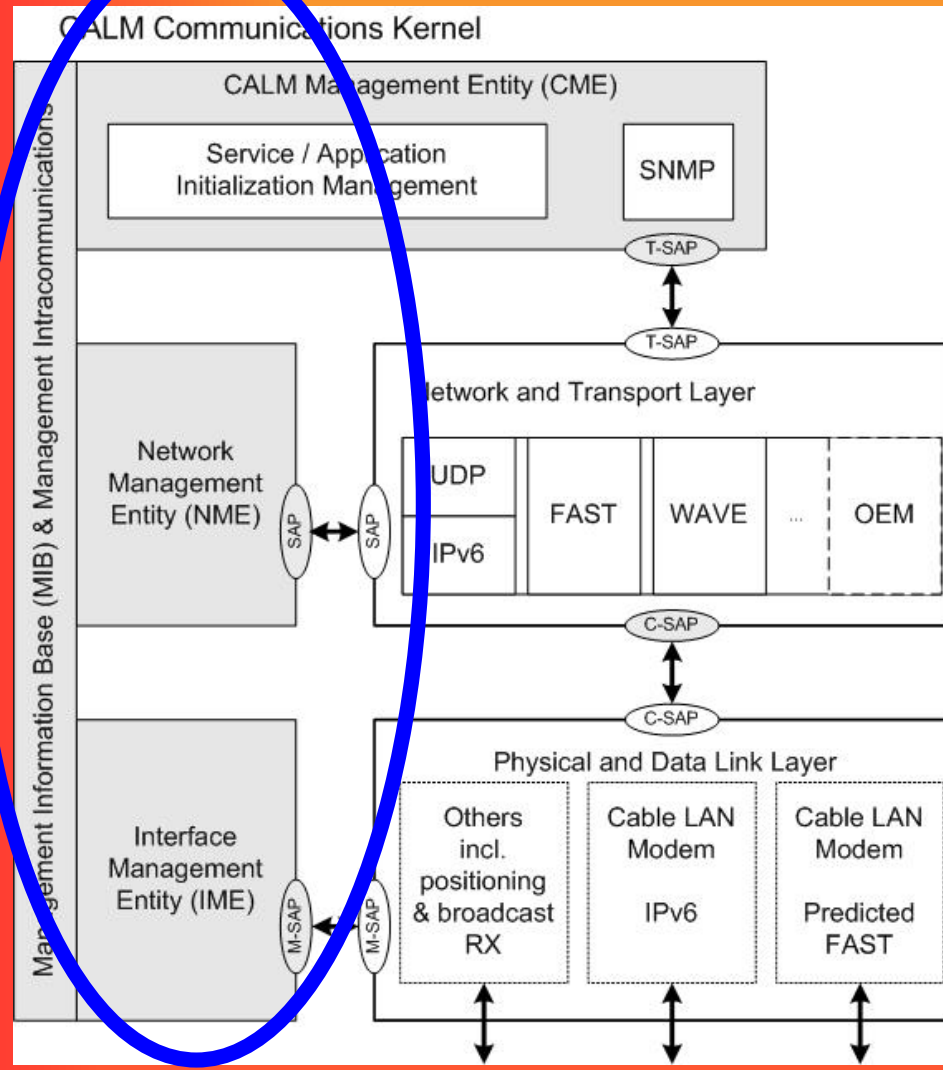 CALM Communications Kernel
Management Information Base (MIB) & Management Intracommunications
CALM Management Entity (CME)
Service / Application
Initialization Management
SNMP
T-SAP
T-SAP
Network and Transport Layer
Network
Management
Entity (NME)
SAP
SAP
UDP
IPv6
FAST
WAVE
...
OEM
C-SAP
C-SAP
Physical and Data Link Layer
Interface
Management
Entity (IME)
M-SAP
M-SAP
Others
incl.
positioning
& broadcast
RX
Cable LAN
Modem
IPv6
Cable LAN
Modem
Predicted
FAST